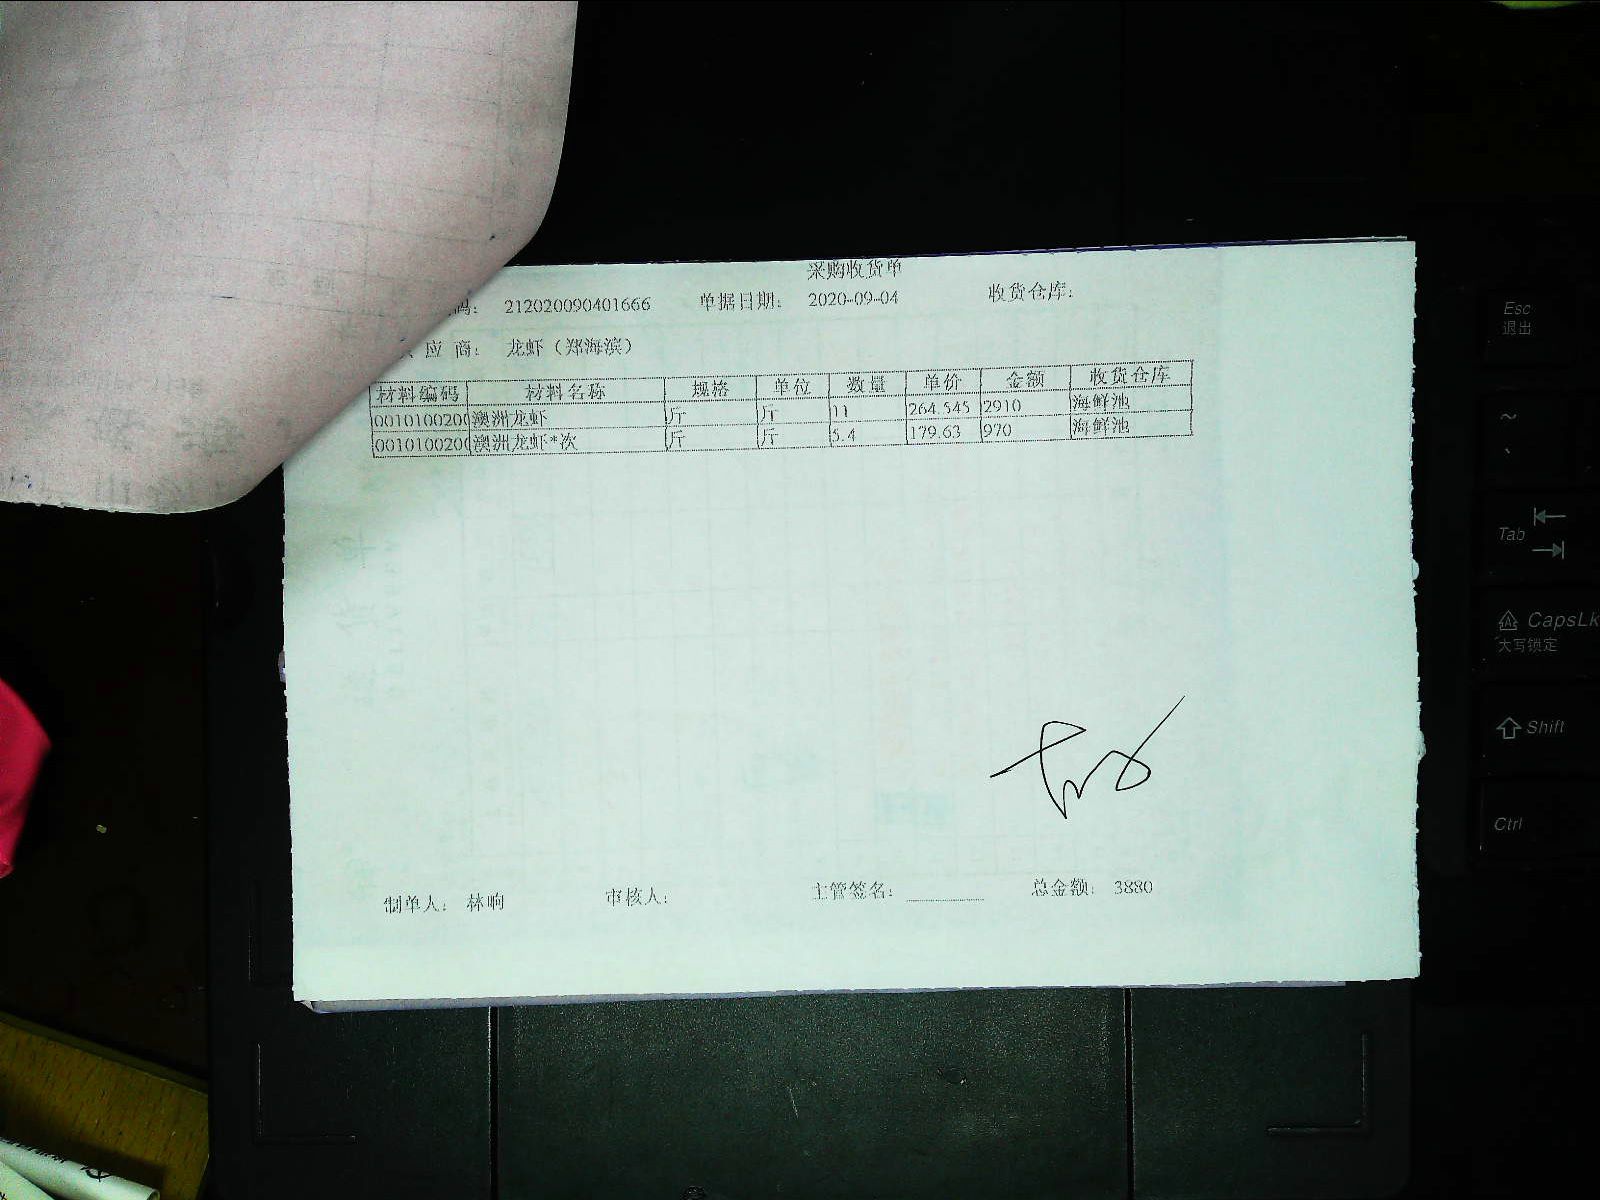 采购收货单
码： 212020090401666 单据日期： 2020-09-04 收货仓库：
应 商： 龙虾（郑海滨）
材料编码 材料名称 规格 单位 数量 单价 金额 收货仓库
0010100200 澳洲龙虾 斤 斤 11 264.545 2910 海鲜池
0010100200 澳洲龙虾*次 斤 斤 5.4 179.63 970 海鲜池
制单人： 林响 审核人： 主管签名： 总金额： 3880
Esc
退出
~
Tab
CapsLk
大写锁定
Shift
Ctrl